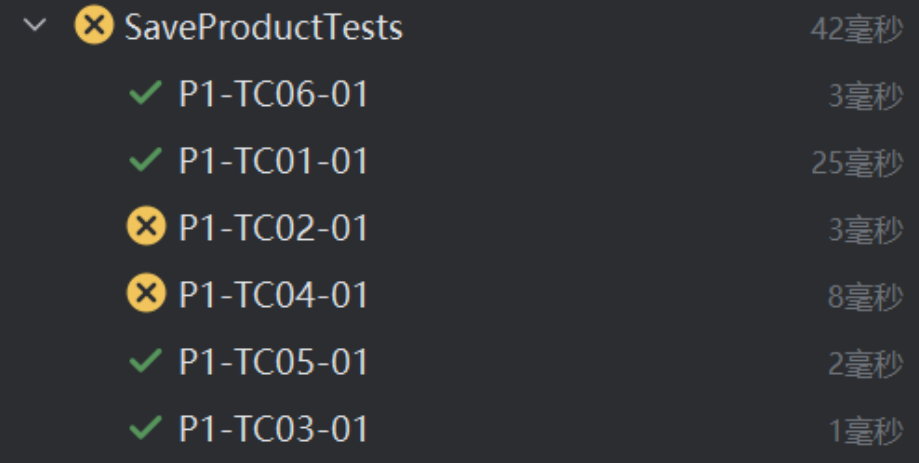 SaveProductTests 42毫秒
P1-TC06-01 3毫秒
P1-TC01-01 25毫秒
P1-TC02-01 3毫秒
P1-TC04-01 8毫秒
P1-TC05-01 2毫秒
P1-TC03-01 1毫秒